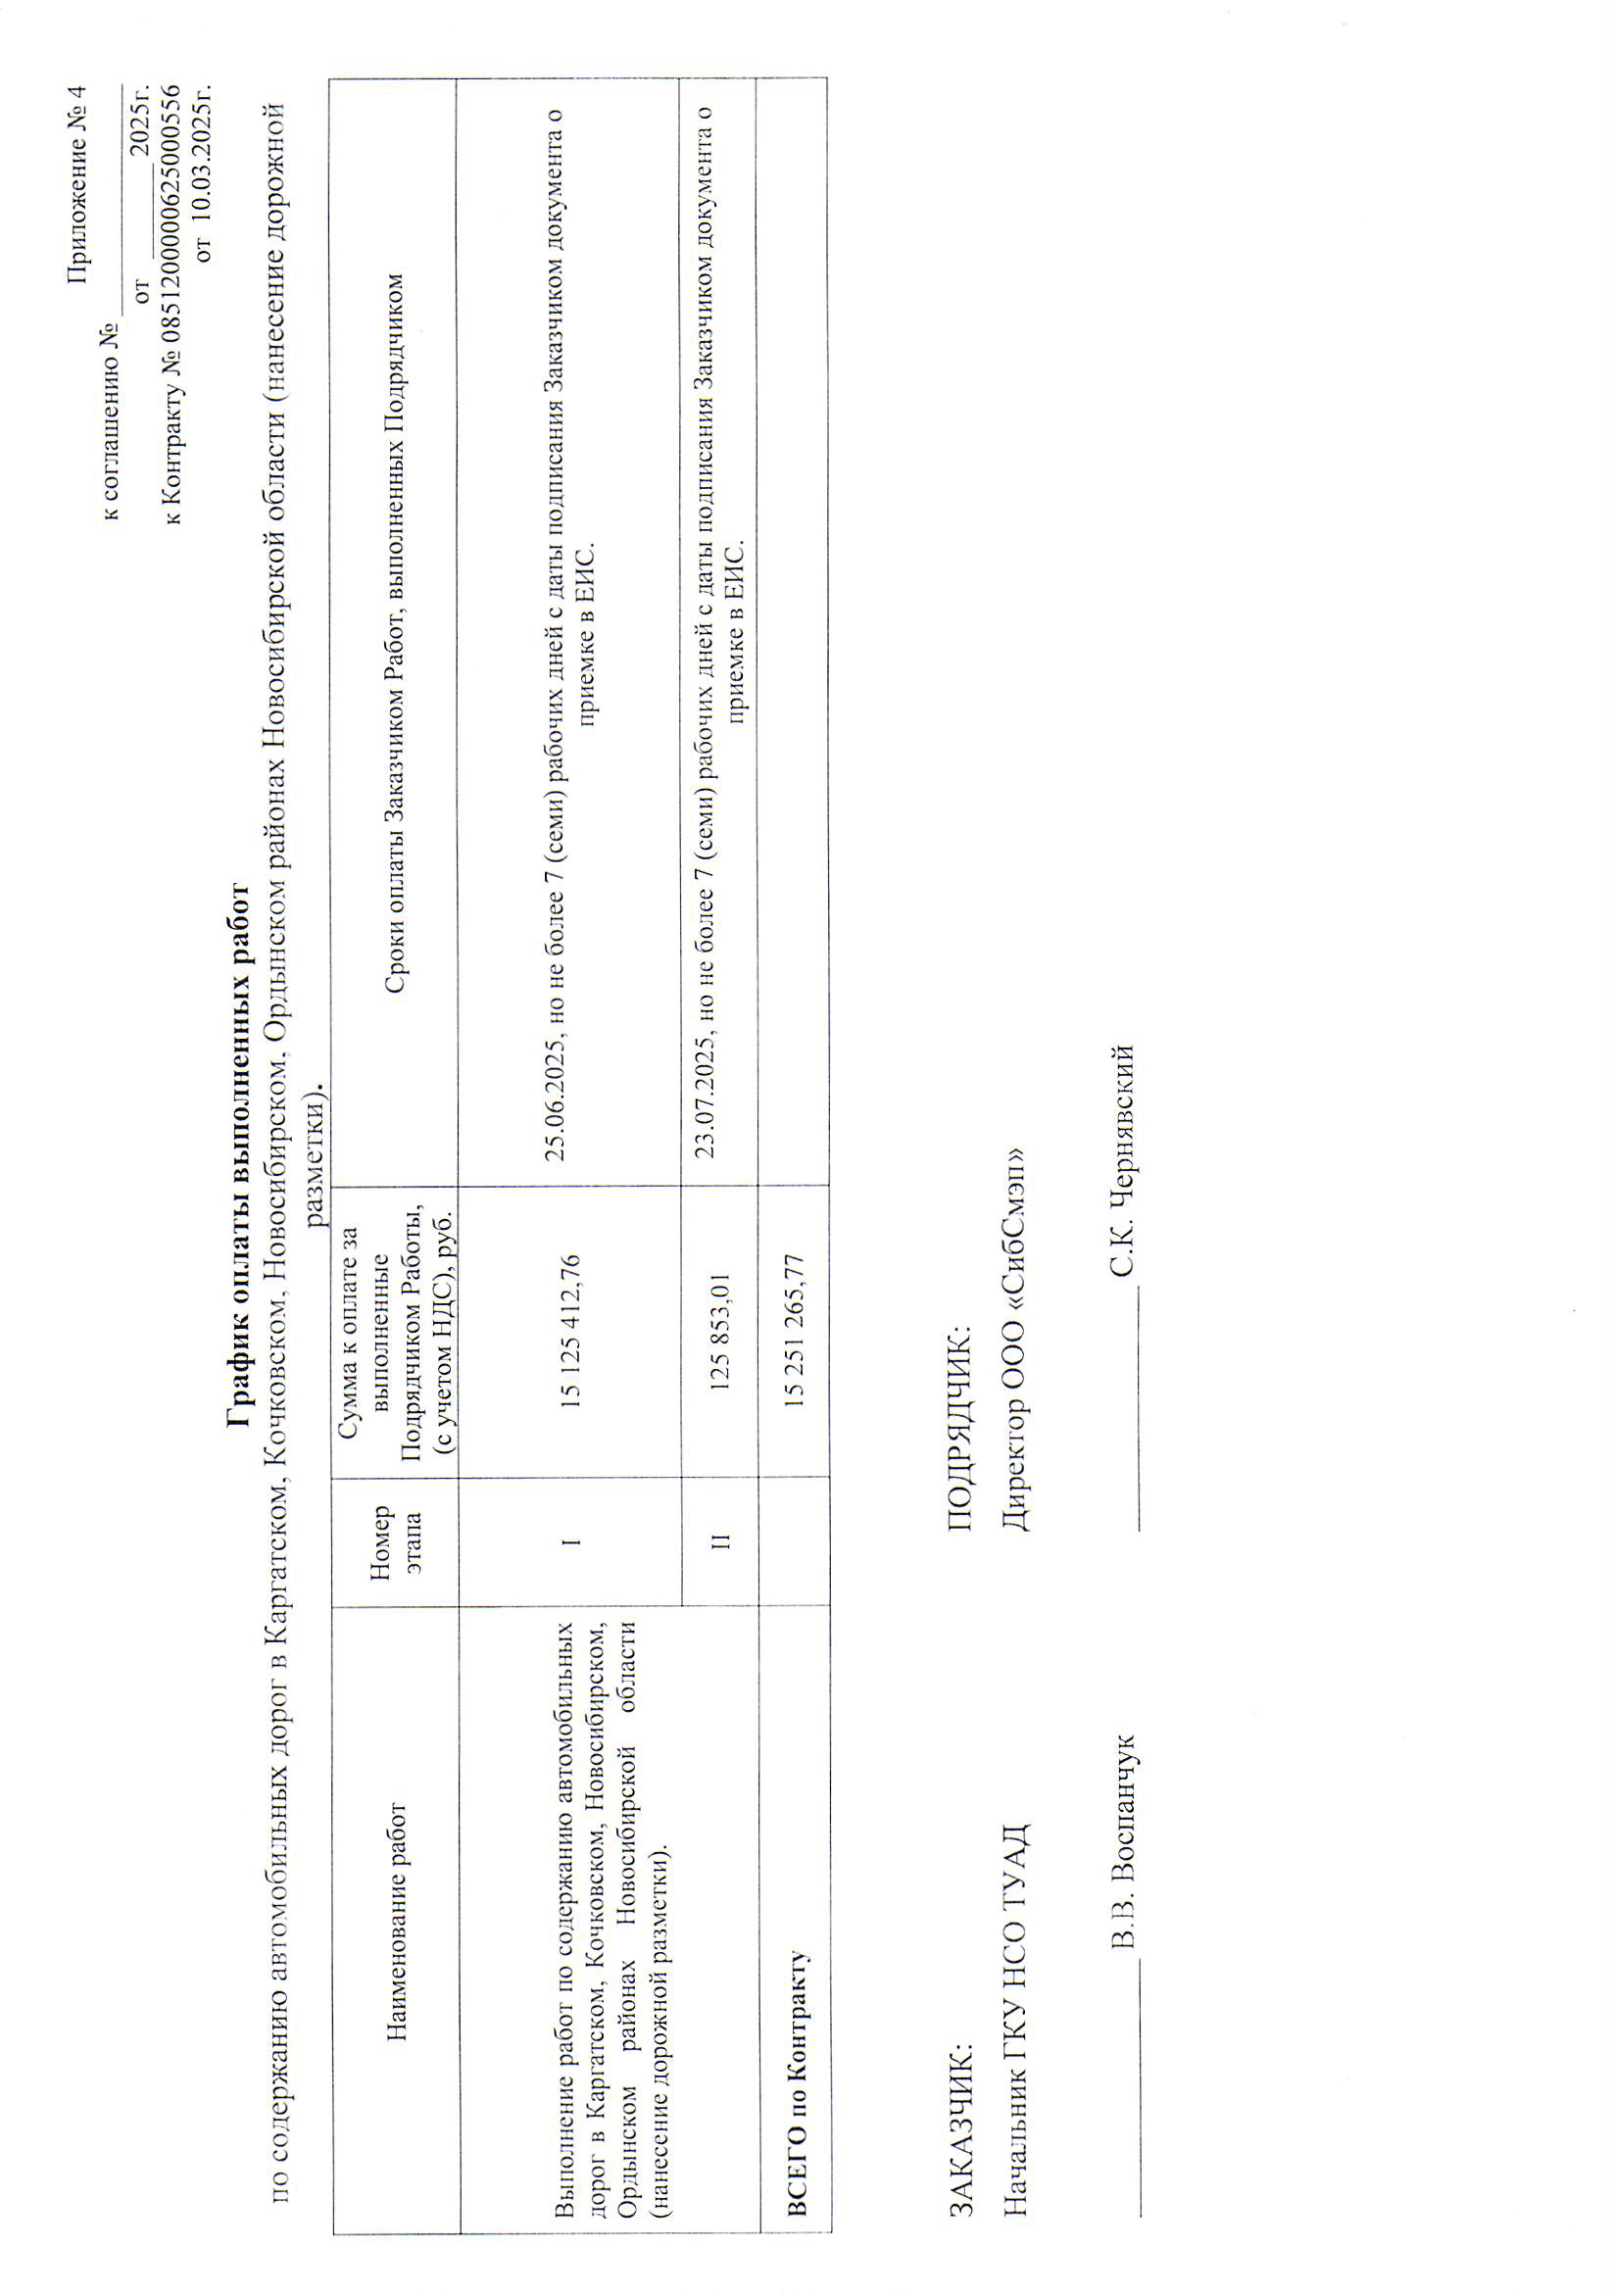 Приложение № 4
к соглашению № ________________
от _______ 2025г.
к Контракту № 08512000006250005​56
от 10.03.2025г.
График оплаты выполненных работ
по содержанию автомобильных дорог в Каргатском, Кочковском, Новосибирском, Ордынском районах Новосибирской области (нанесение дорожной
разметки).
Наименование работ
Номер
этапа
Сумма к оплате за
выполненные
Подрядчиком Работы,
(с учетом НДС), руб.
Сроки оплаты Заказчиком Работ, выполненных Подрядчиком
Выполнение работ по содержанию автомобильных
дорог в Каргатском, Кочковском, Новосибирском,
Ордынском районах Новосибирской области
(нанесение дорожной разметки).
I
15 125 412,76
25.06.2025, но не более 7 (семи) рабочих дней с даты подписания Заказчиком документа о
приемке в ЕИС.
II
125 853,01
23.07.2025, но не более 7 (семи) рабочих дней с даты подписания Заказчиком документа о
приемке в ЕИС.
ВСЕГО по Контракту
15 251 265,77
ЗАКАЗЧИК:
Начальник ГКУ НСО ТУАД
________________ В.В. Воспанчук
ПОДРЯДЧИК:
Директор ООО «СибСмэп»
________________ С.К. Чернявский